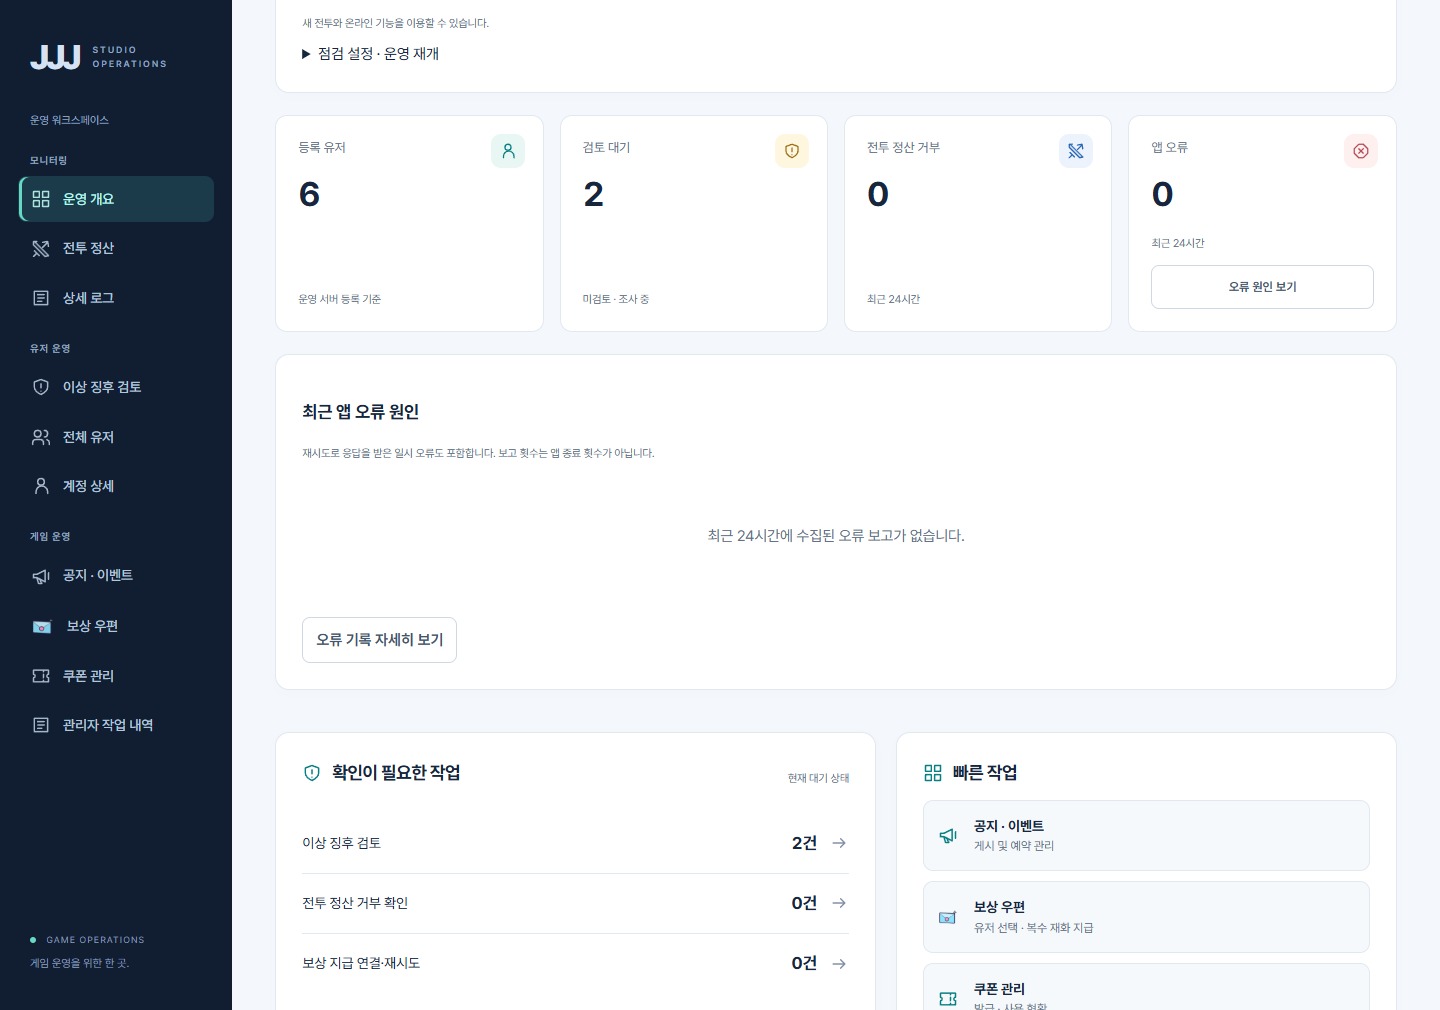 JJJ
STUDIO
OPERATIONS
운영 워크스페이스
모니터링
운영 개요
전투 정산
상세 로그
유저 운영
이상 징후 검토
전체 유저
계정 상세
게임 운영
공지 · 이벤트
보상 우편
쿠폰 관리
관리자 작업 내역
GAME OPERATIONS
게임 운영을 위한 한 곳.
새 전투와 온라인 기능을 이용할 수 있습니다.
▶ 점검 설정 · 운영 재개
등록 유저
6
운영 서버 등록 기준
검토 대기
2
미검토 · 조사 중
전투 정산 거부
0
최근 24시간
앱 오류
0
최근 24시간
오류 원인 보기
최근 앱 오류 원인
재시도로 응답을 받은 일시 오류도 포함합니다. 보고 횟수는 앱 종료 횟수가 아닙니다.
최근 24시간에 수집된 오류 보고가 없습니다.
오류 기록 자세히 보기
확인이 필요한 작업
현재 대기 상태
이상 징후 검토 2건 →
전투 정산 거부 확인 0건 →
보상 지급 연결·재시도 0건 →
빠른 작업
공지 · 이벤트
게시 및 예약 관리
보상 우편
유저 선택 · 복수 재화 지급
쿠폰 관리
발급 · 사용 현황